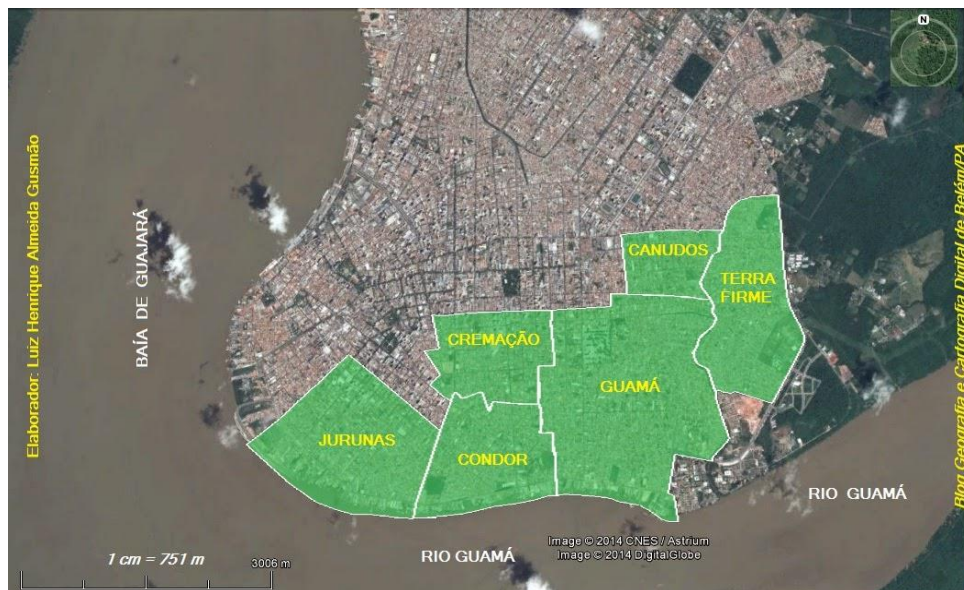 N
Elaborador: Luiz Henrique Almeida Gusmão
BAÍA DE GUAJARÁ
CANUDOS
TERRA
FIRME
CREMAÇÃO
GUAMÁ
JURUNAS
CONDOR
RIO GUAMÁ
Blog Geografia e Cartografia Digital de Belém/PA
Image © 2014 CNES / Astrium
Image © 2014 DigitalGlobe
RIO GUAMÁ
1 cm = 751 m
3006 m